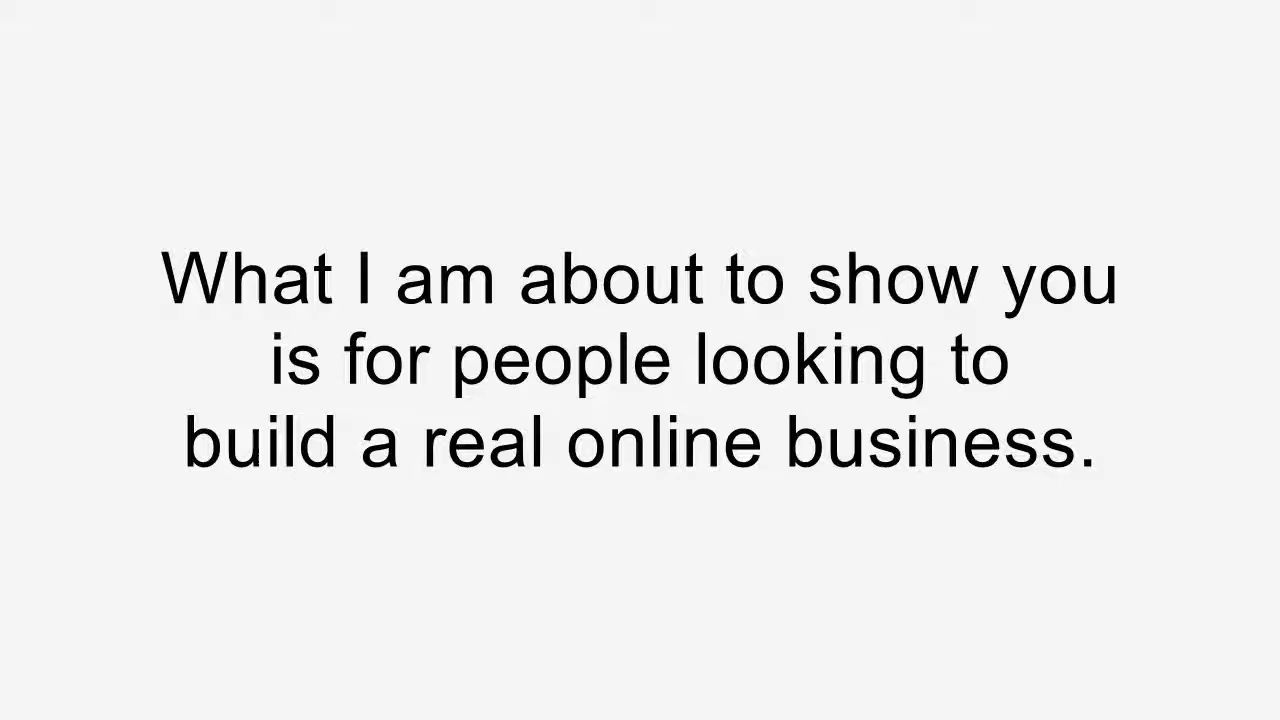 What I am about to show you
is for people looking to
build a real online business.